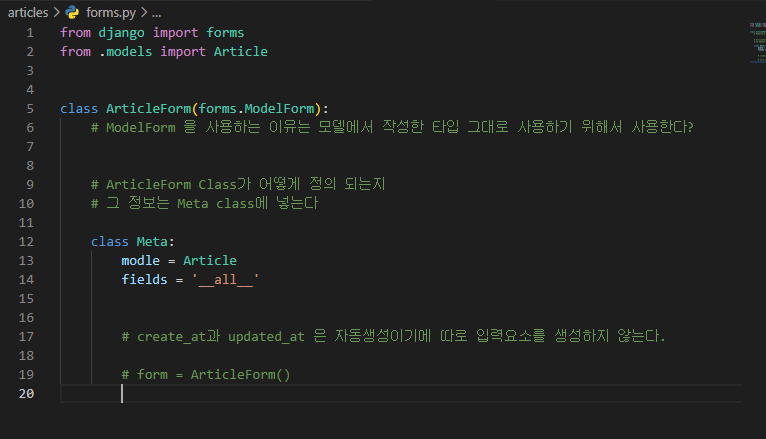 articles > forms.py > ...
1 from django import forms
2 from .models import Article
3
4
5 class ArticleForm(forms.ModelForm):
6 # ModelForm 을 사용하는 이유는 모델에서 작성한 타입 그대로 사용하기 위해서 사용한다?
7
8
9 # ArticleForm Class가 어떻게 정의 되는지
10 # 그 정보는 Meta class에 넣는다
11
12 class Meta:
13 modle = Article
14 fields = '__all__'
15
16
17 # create_at과 updated_at 은 자동생성이기에 따로 입력요소를 생성하지 않는다.
18
19 # form = ArticleForm()
20